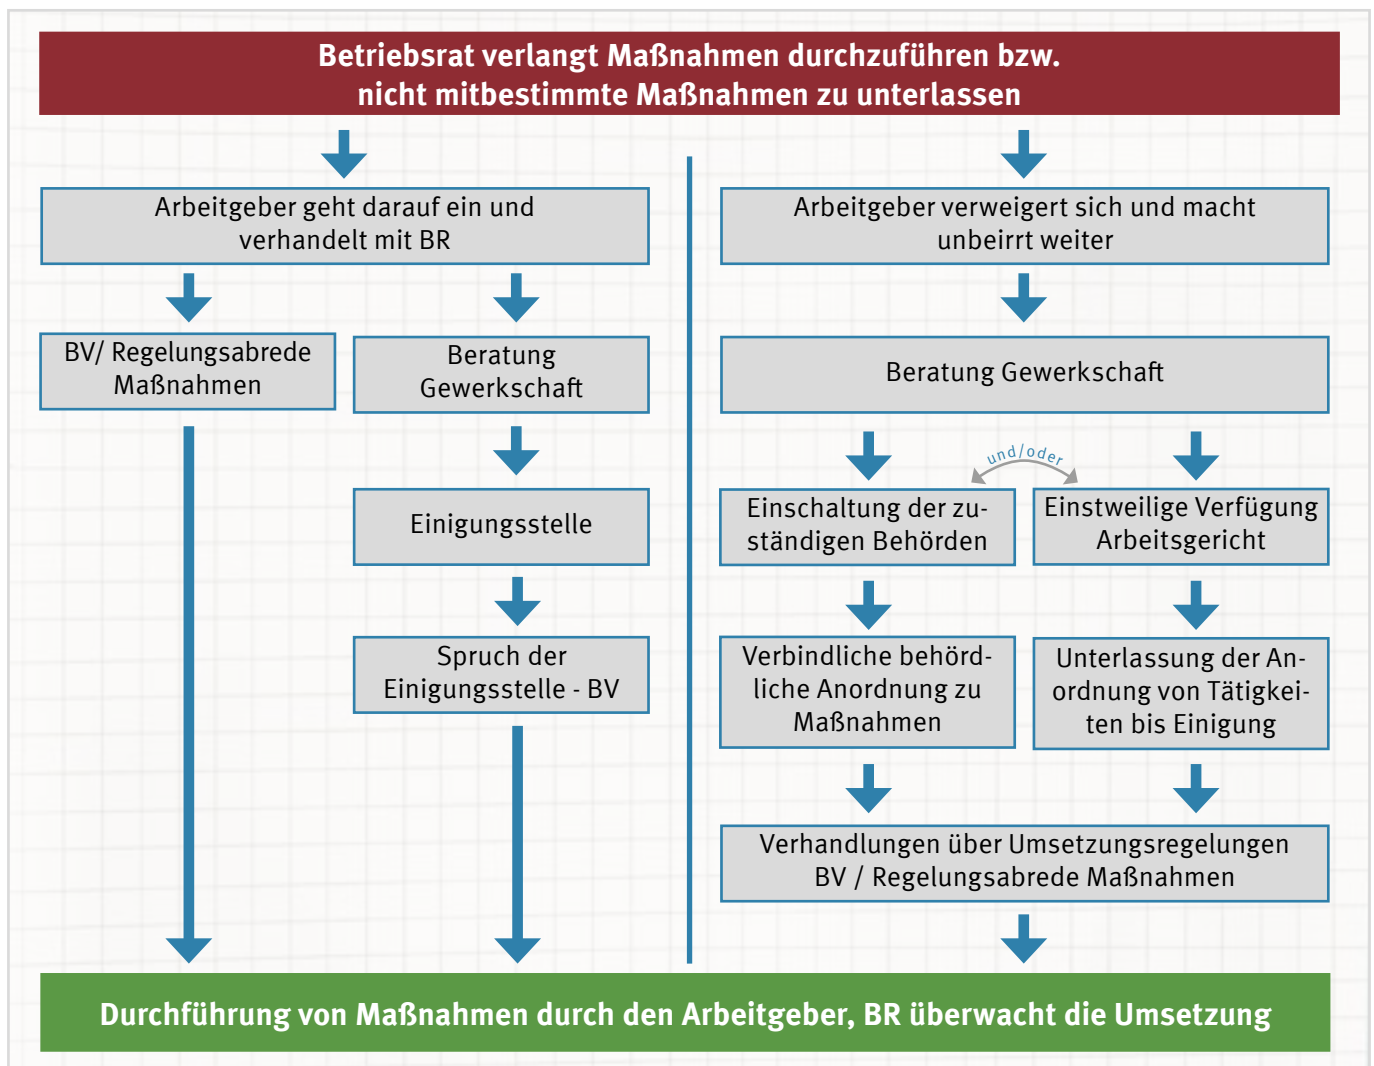 Betriebsrat verlangt Maßnahmen durchzuführen bzw.
nicht mitbestimmte Maßnahmen zu unterlassen
Arbeitgeber geht darauf ein und
verhandelt mit BR
BV/ Regelungsabrede
Maßnahmen
Beratung
Gewerkschaft
Einigungsstelle
Spruch der
Einigungsstelle - BV
Arbeitgeber verweigert sich und macht
unbeirrt weiter
Beratung Gewerkschaft
und/oder
Einschaltung der zu-
ständigen Behörden
Einstweilige Verfügung
Arbeitsgericht
Verbindliche behörd-
liche Anordnung zu
Maßnahmen
Unterlassung der An-
ordnung von Tätigkei-
ten bis Einigung
Verhandlungen über Umsetzungsregelungen
BV / Regelungsabrede Maßnahmen
Durchführung von Maßnahmen durch den Arbeitgeber, BR überwacht die Umsetzung